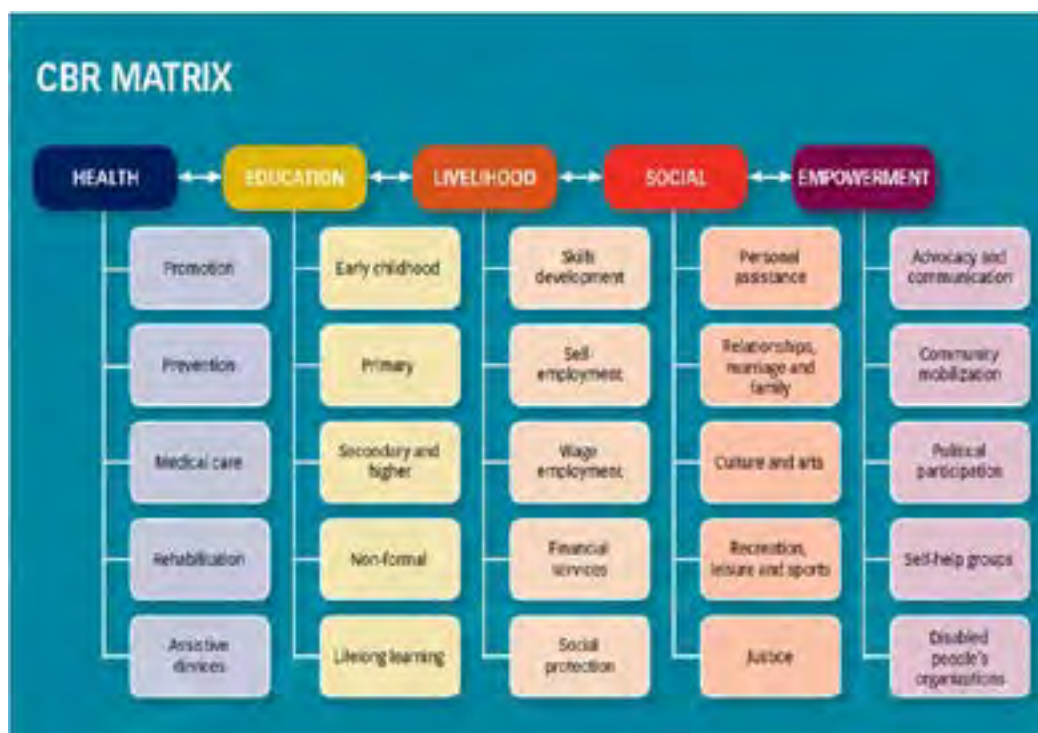 CBR MATRIX
HEALTH
EDUCATION
LIVELIHOOD
SOCIAL
EMPOWERMENT
Promotion
Prevention
Medical care
Rehabilitation
Assistive
devices
Early childhood
Primary
Secondary and
higher
Non-formal
Lifelong learning
Skills
development
Self-
employment
Wage
employment
Financial
services
Social
protection
Personal
assistance
Relationships,
marriage and
family
Culture and arts
Recreation,
leisure and sports
Justice
Advocacy and
communication
Community
mobilization
Political
participation
Self-help groups
Disabled
people's
organizations